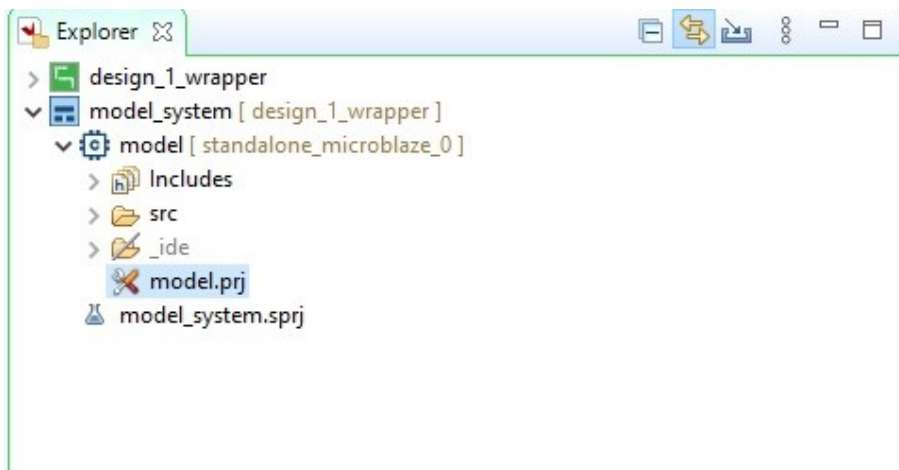 Explorer
design_1_wrapper
model_system [ design_1_wrapper ]
model [ standalone_microblaze_0 ]
Includes
src
_ide
model.prj
model_system.sprj